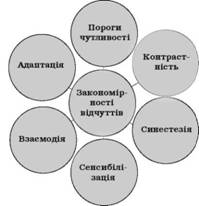 Пороги
чутливості
Адаптація
Контраст-
ність
Закономір-
ності
відчуттів
Взаємодія
Синестезія
Сенсибілі-
зація